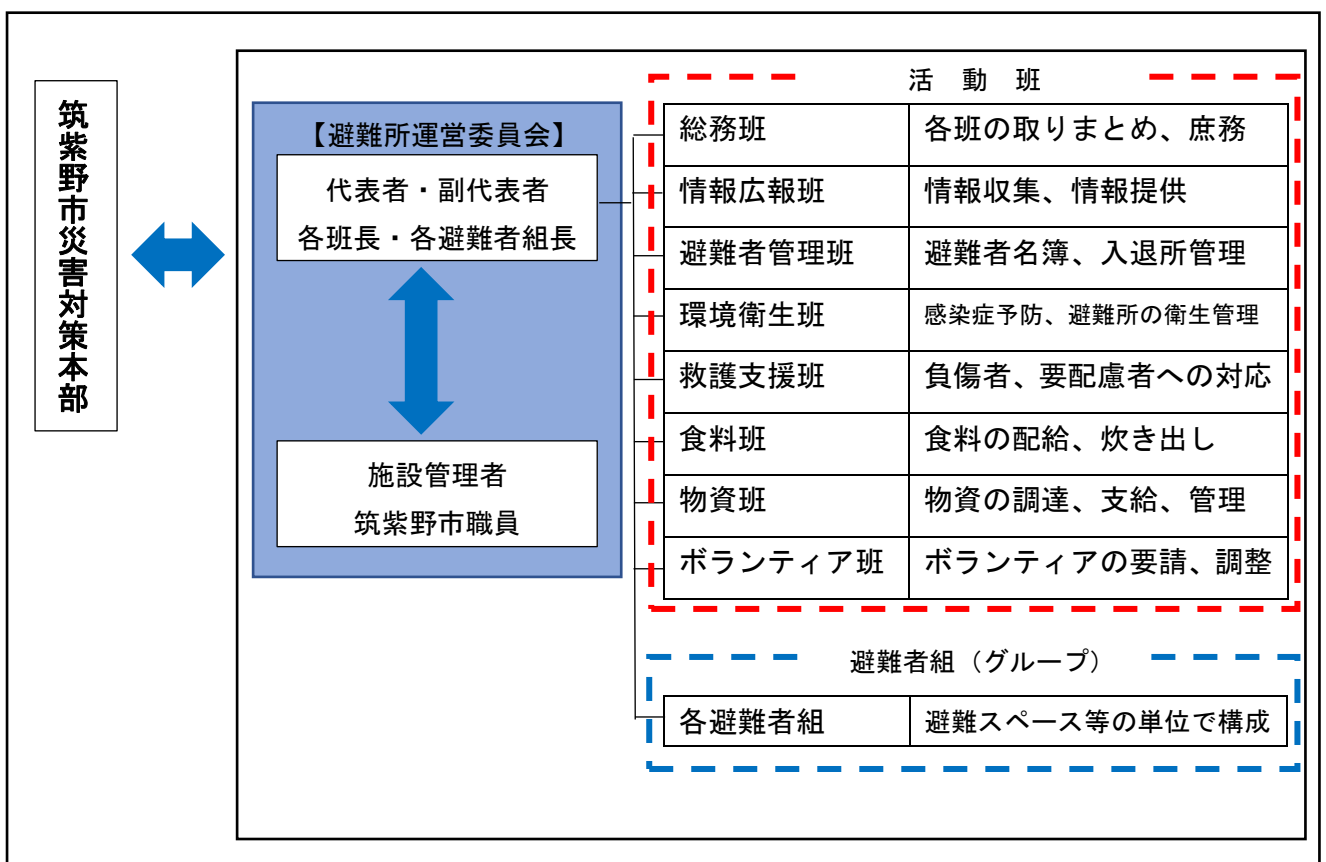 筑紫野市災害対策本部
【避難所運営委員会】
代表者・副代表者
各班長・各避難者組長
施設管理者
筑紫野市職員
活 動 班
総務班 各班の取りまとめ、庶務
情報広報班 情報収集、情報提供
避難者管理班 避難者名簿、入退所管理
環境衛生班 感染症予防、避難所の衛生管理
救護支援班 負傷者、要配慮者への対応
食料班 食料の配給、炊き出し
物資班 物資の調達、支給、管理
ボランティア班 ボランティアの要請、調整
避難者組（グループ）
各避難者組 避難スペース等の単位で構成